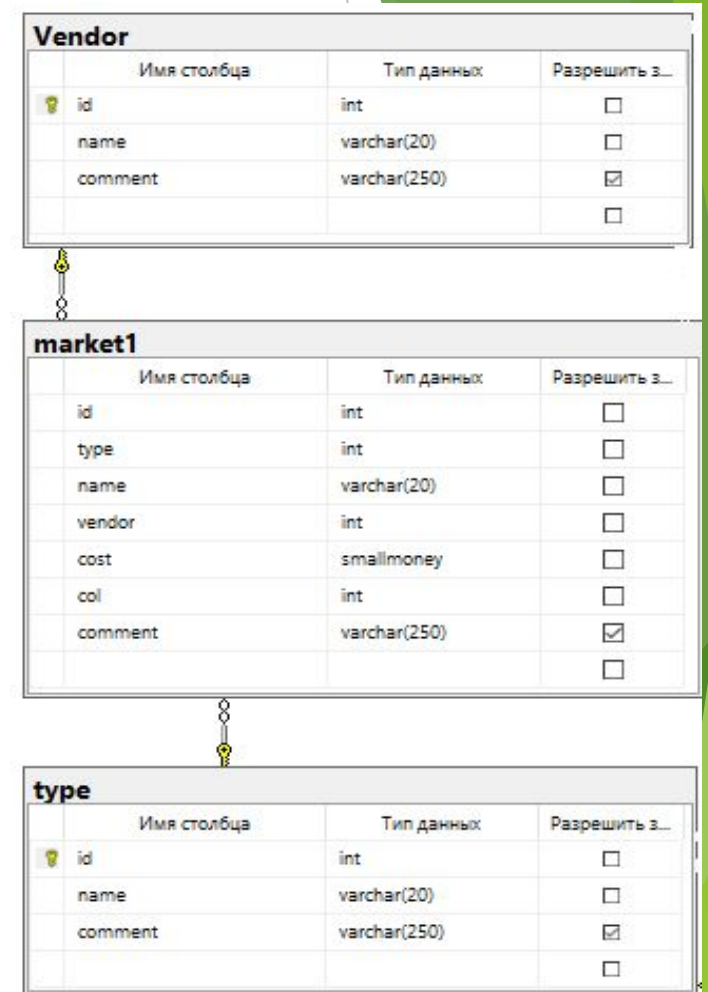 Vendor
Имя столбца Тип данных Разрешить з...
id int
name varchar(20)
comment varchar(250)
market1
Имя столбца Тип данных Разрешить з...
id int
type int
name varchar(20)
vendor int
cost smallmoney
col int
comment varchar(250)
type
Имя столбца Тип данных Разрешить з...
id int
name varchar(20)
comment varchar(250)